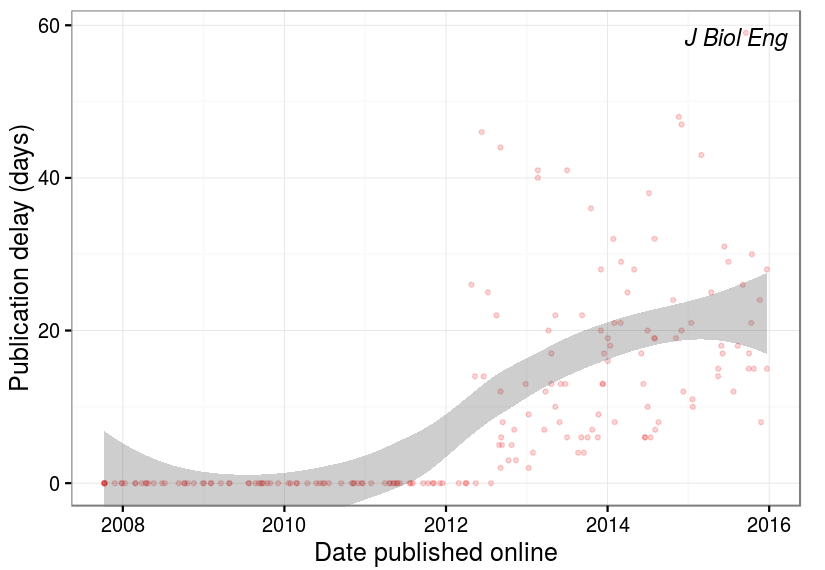 J Biol Eng
60
40
20
0
Publication delay (days)
2008 2010 2012 2014 2016
Date published online